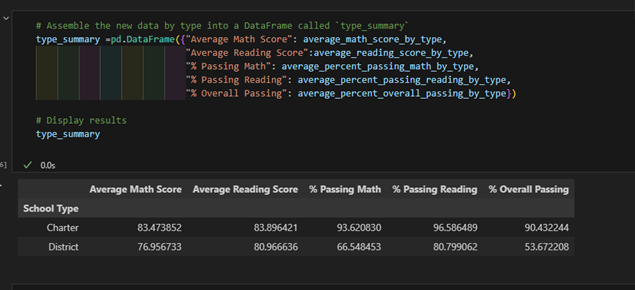 # Assemble the new data by type into a DataFrame called `type_summary`
type_summary =pd.DataFrame({"Average Math Score": average_math_score_by_type,
"Average Reading Score":average_reading_score_by_type,
"% Passing Math": average_percent_passing_math_by_type,
"% Passing Reading": average_percent_passing_reading_by_type,
"% Overall Passing": average_percent_overall_passing_by_type})
# Display results
type_summary
6] ✓ 0.0s
Average Math Score Average Reading Score % Passing Math % Passing Reading % Overall Passing
School Type
Charter 83.473852 83.896421 93.620830 96.586489 90.432244
District 76.956733 80.966636 66.548453 80.799062 53.672208